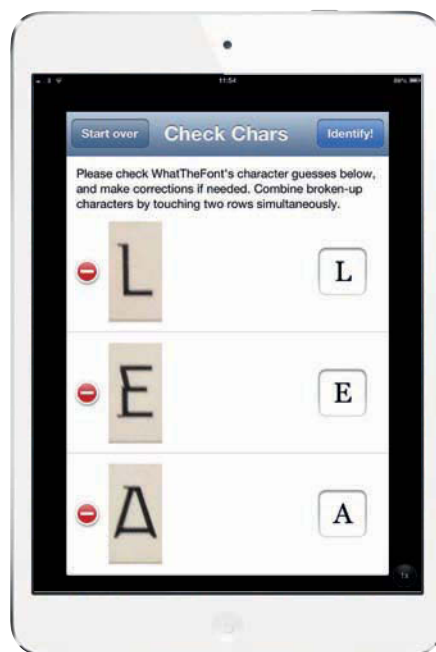 11:54
Start over
Check Chars
Identify!
Please check WhatTheFont's character guesses below,
and make corrections if needed. Combine broken-up
characters by touching two rows simultaneously.
L L
E E
A A